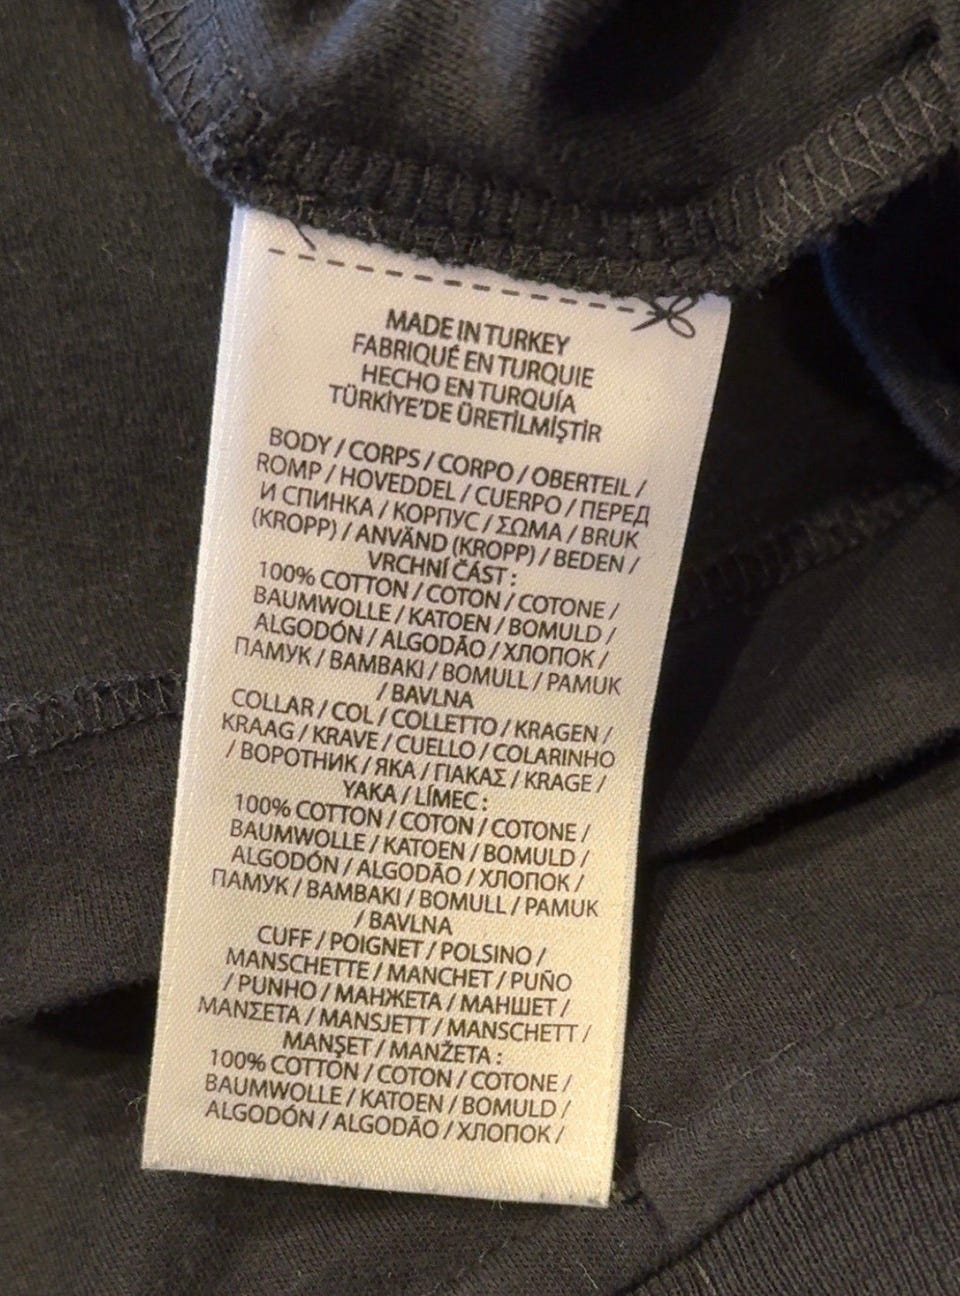 MADE IN TURKEY
FABRIQUÉ EN TURQUIE
HECHO EN TURQUÍA
TÜRKİYE'DE ÜRETİLMİŞTİR
BODY / CORPS / CORPO / OBERTEIL /
ROMP / HOVEDDEL / CUERPO / ПЕРЕД
И СПИНКА / КОРПУС / ΣΩΜΑ / BRUK
(KROPP) / ANVÄND (KROPP) / BEDEN /
VRCHNÍ ČÁST :
100% COTTON / COTON / COTONE /
BAUMWOLLE / KATOEN / BOMULD /
ALGODÓN / ALGODÃO / ХЛОПОК /
ПАМУК / BAMBAKI / BOMULL / PAMUK
/ BAVLNA
COLLAR / COL / COLLETTO / KRAGEN /
KRAAG / KRAVE / CUELLO / COLARINHO
/ ВОРОТНИК / ЯКА / ΓΙΑΚΑΣ / KRAGE /
YAKA / LÍMEC :
100% COTTON / COTON / COTONE /
BAUMWOLLE / KATOEN / BOMULD /
ALGODÓN / ALGODÃO / ХЛОПОК /
ПАМУК / BAMBAKI / BOMULL / PAMUK
/ BAVLNA
CUFF / POIGNET / POLSINO /
MANSCHETTE / MANCHET / PUÑO
/ PUNHO / МАНЖЕТА / МАНШЕТ /
ΜΑΝΣΕΤΑ / MANSJETT / MANSCHETT /
MANŞET / MANŽETA :
100% COTTON / COTON / COTONE /
BAUMWOLLE / KATOEN / BOMULD /
ALGODÓN / ALGODÃO / ХЛОПОК /